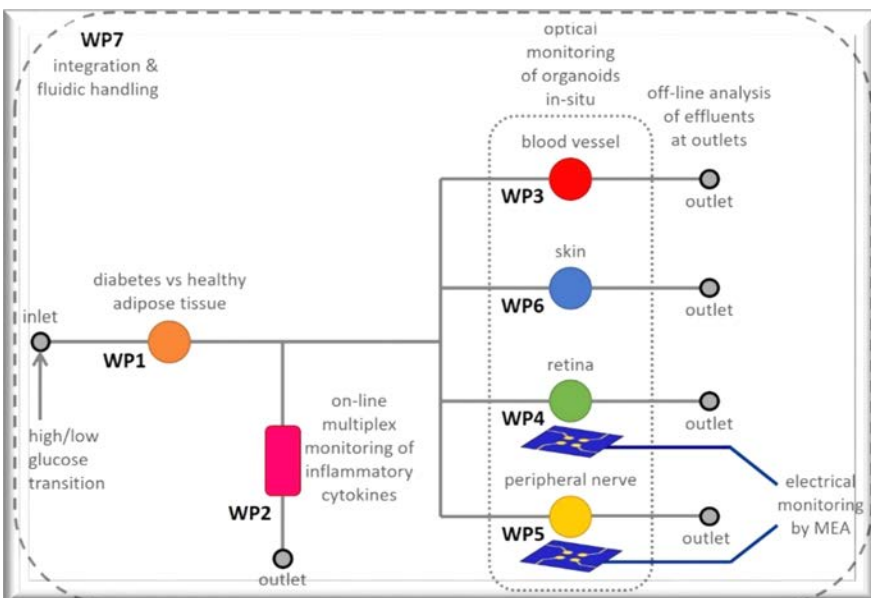 WP7
integration &
fluidic handling
optical
monitoring
of organoids
in-situ
off-line analysis
of effluents
at outlets
blood vessel
WP3
outlet
skin
WP6
outlet
diabetes vs healthy
adipose tissue
inlet
WP1
high/low
glucose
transition
on-line
multiplex
monitoring of
inflammatory
cytokines
WP2
outlet
retina
WP4
outlet
peripheral nerve
WP5
outlet
electrical
monitoring
by MEA